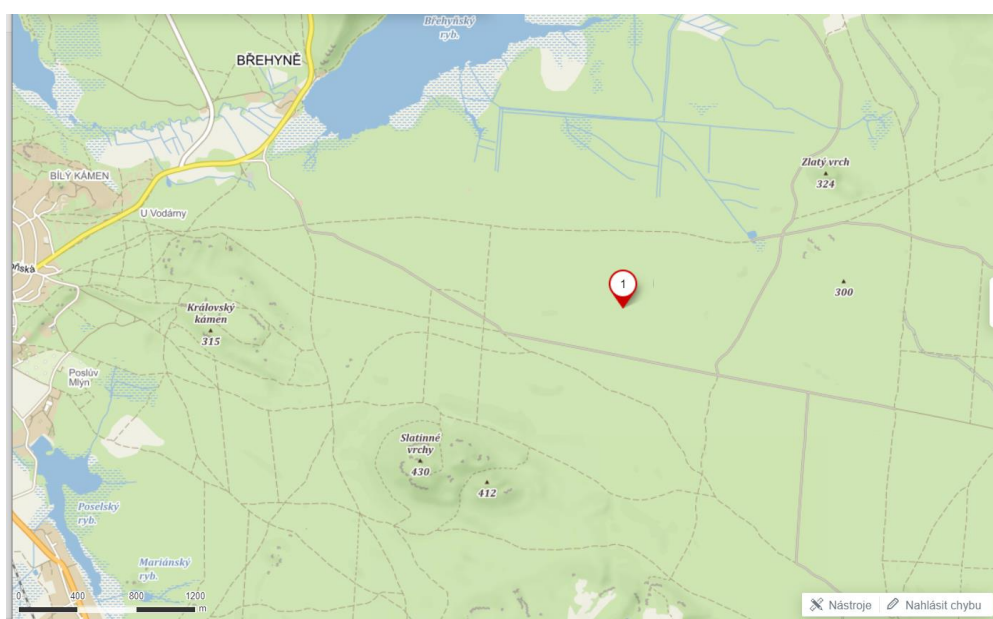 Břehyňský
ryb.
BŘEHYNĚ
Zlatý vrch
324
BÍLÝ KÁMEN
U Vodárny
1
300
Královský
kámen
315
Poslův
Mlýn
Slatinné
vrchy
430
412
Poselský
ryb.
Mariánský
ryb.
0 400 800 1200
m
Nástroje
Nahlásit chybu